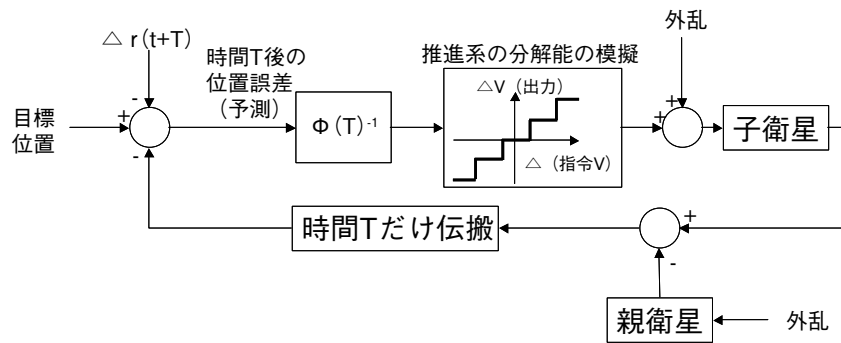 △ r(t+T)
時間T後の
位置誤差
(予測)
推進系の分解能の模擬
外乱
△V (出力)
△ (指令V)
目標
位置
Φ(T)-1
子衛星
時間Tだけ伝搬
親衛星
外乱
-
+
-
+
+
+
-